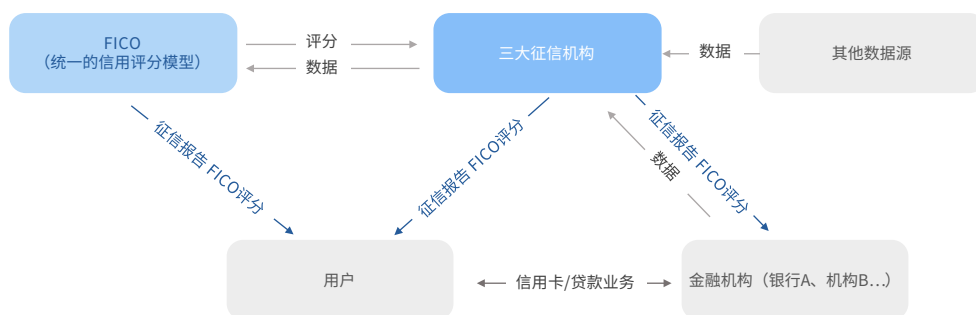 FICO
（统一的信用评分模型）
评分
数据
三大征信机构
数据
其他数据源
征信报告 FICO评分
征信报告 FICO评分
征信报告 FICO评分
数据
用户
信用卡/贷款业务
金融机构（银行A、机构B…）